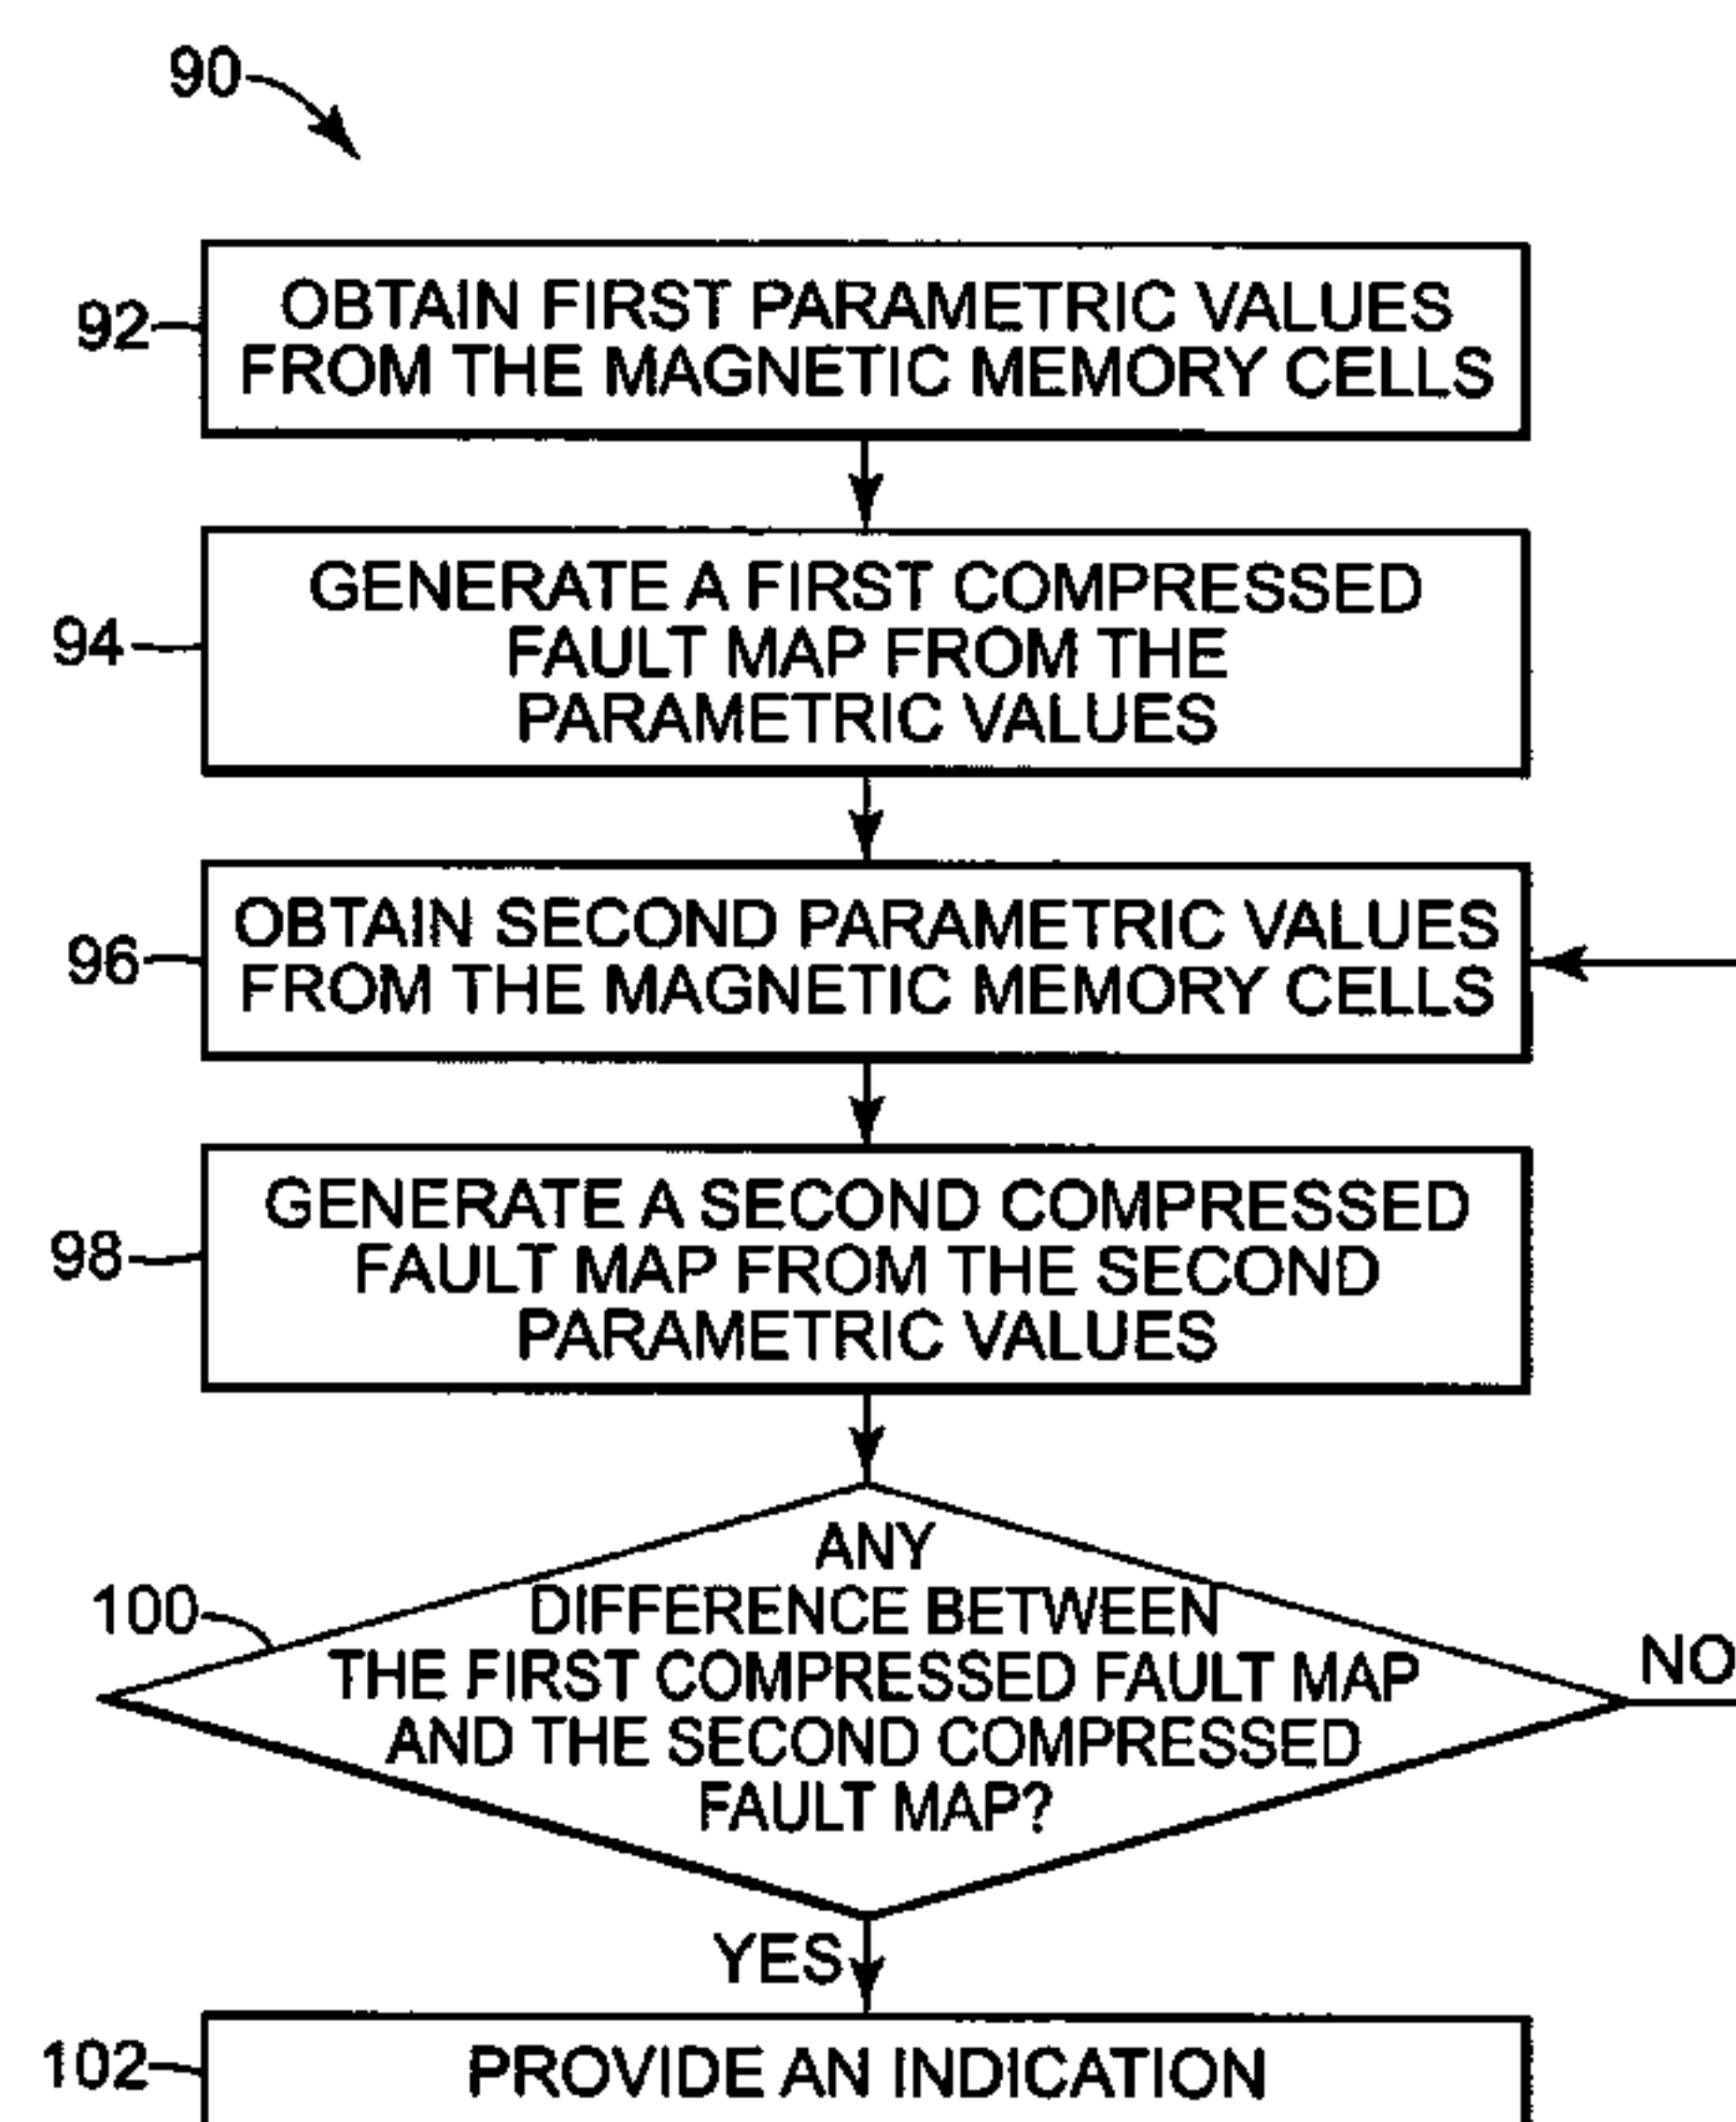 90
92
OBTAIN FIRST PARAMETRIC VALUES
FROM THE MAGNETIC MEMORY CELLS
94
GENERATE A FIRST COMPRESSED
FAULT MAP FROM THE
PARAMETRIC VALUES
96
OBTAIN SECOND PARAMETRIC VALUES
FROM THE MAGNETIC MEMORY CELLS
98
GENERATE A SECOND COMPRESSED
FAULT MAP FROM THE SECOND
PARAMETRIC VALUES
100
ANY
DIFFERENCE BETWEEN
THE FIRST COMPRESSED FAULT MAP
AND THE SECOND COMPRESSED
FAULT MAP?
NO
YES
102
PROVIDE AN INDICATION